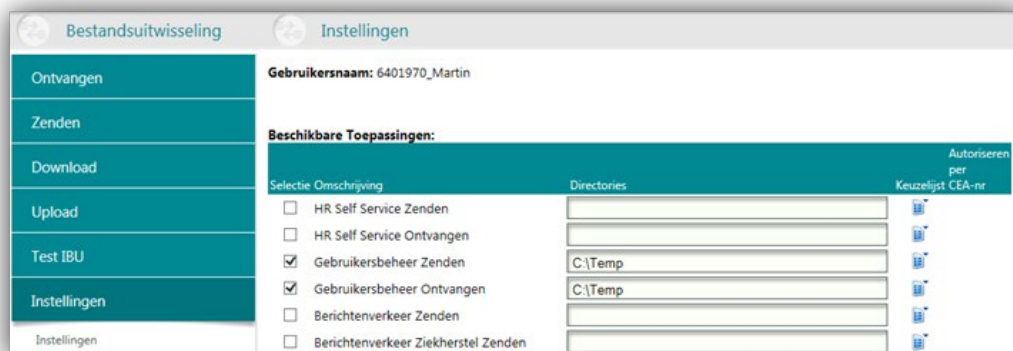 Bestandsuitwisseling
Instellingen
Ontvangen
Zenden
Download
Upload
Test IBU
Instellingen
Instellingen
Gebruikersnaam: 6401970_Martin
Beschikbare Toepassingen:
Selectie Omschrijving Directories Keuzelijst Autoriseren per CEA-nr
HR Self Service Zenden
HR Self Service Ontvangen
Gebruikersbeheer Zenden C:\Temp
Gebruikersbeheer Ontvangen C:\Temp
Berichtenverkeer Zenden
Berichtenverkeer Ziekherstel Zenden